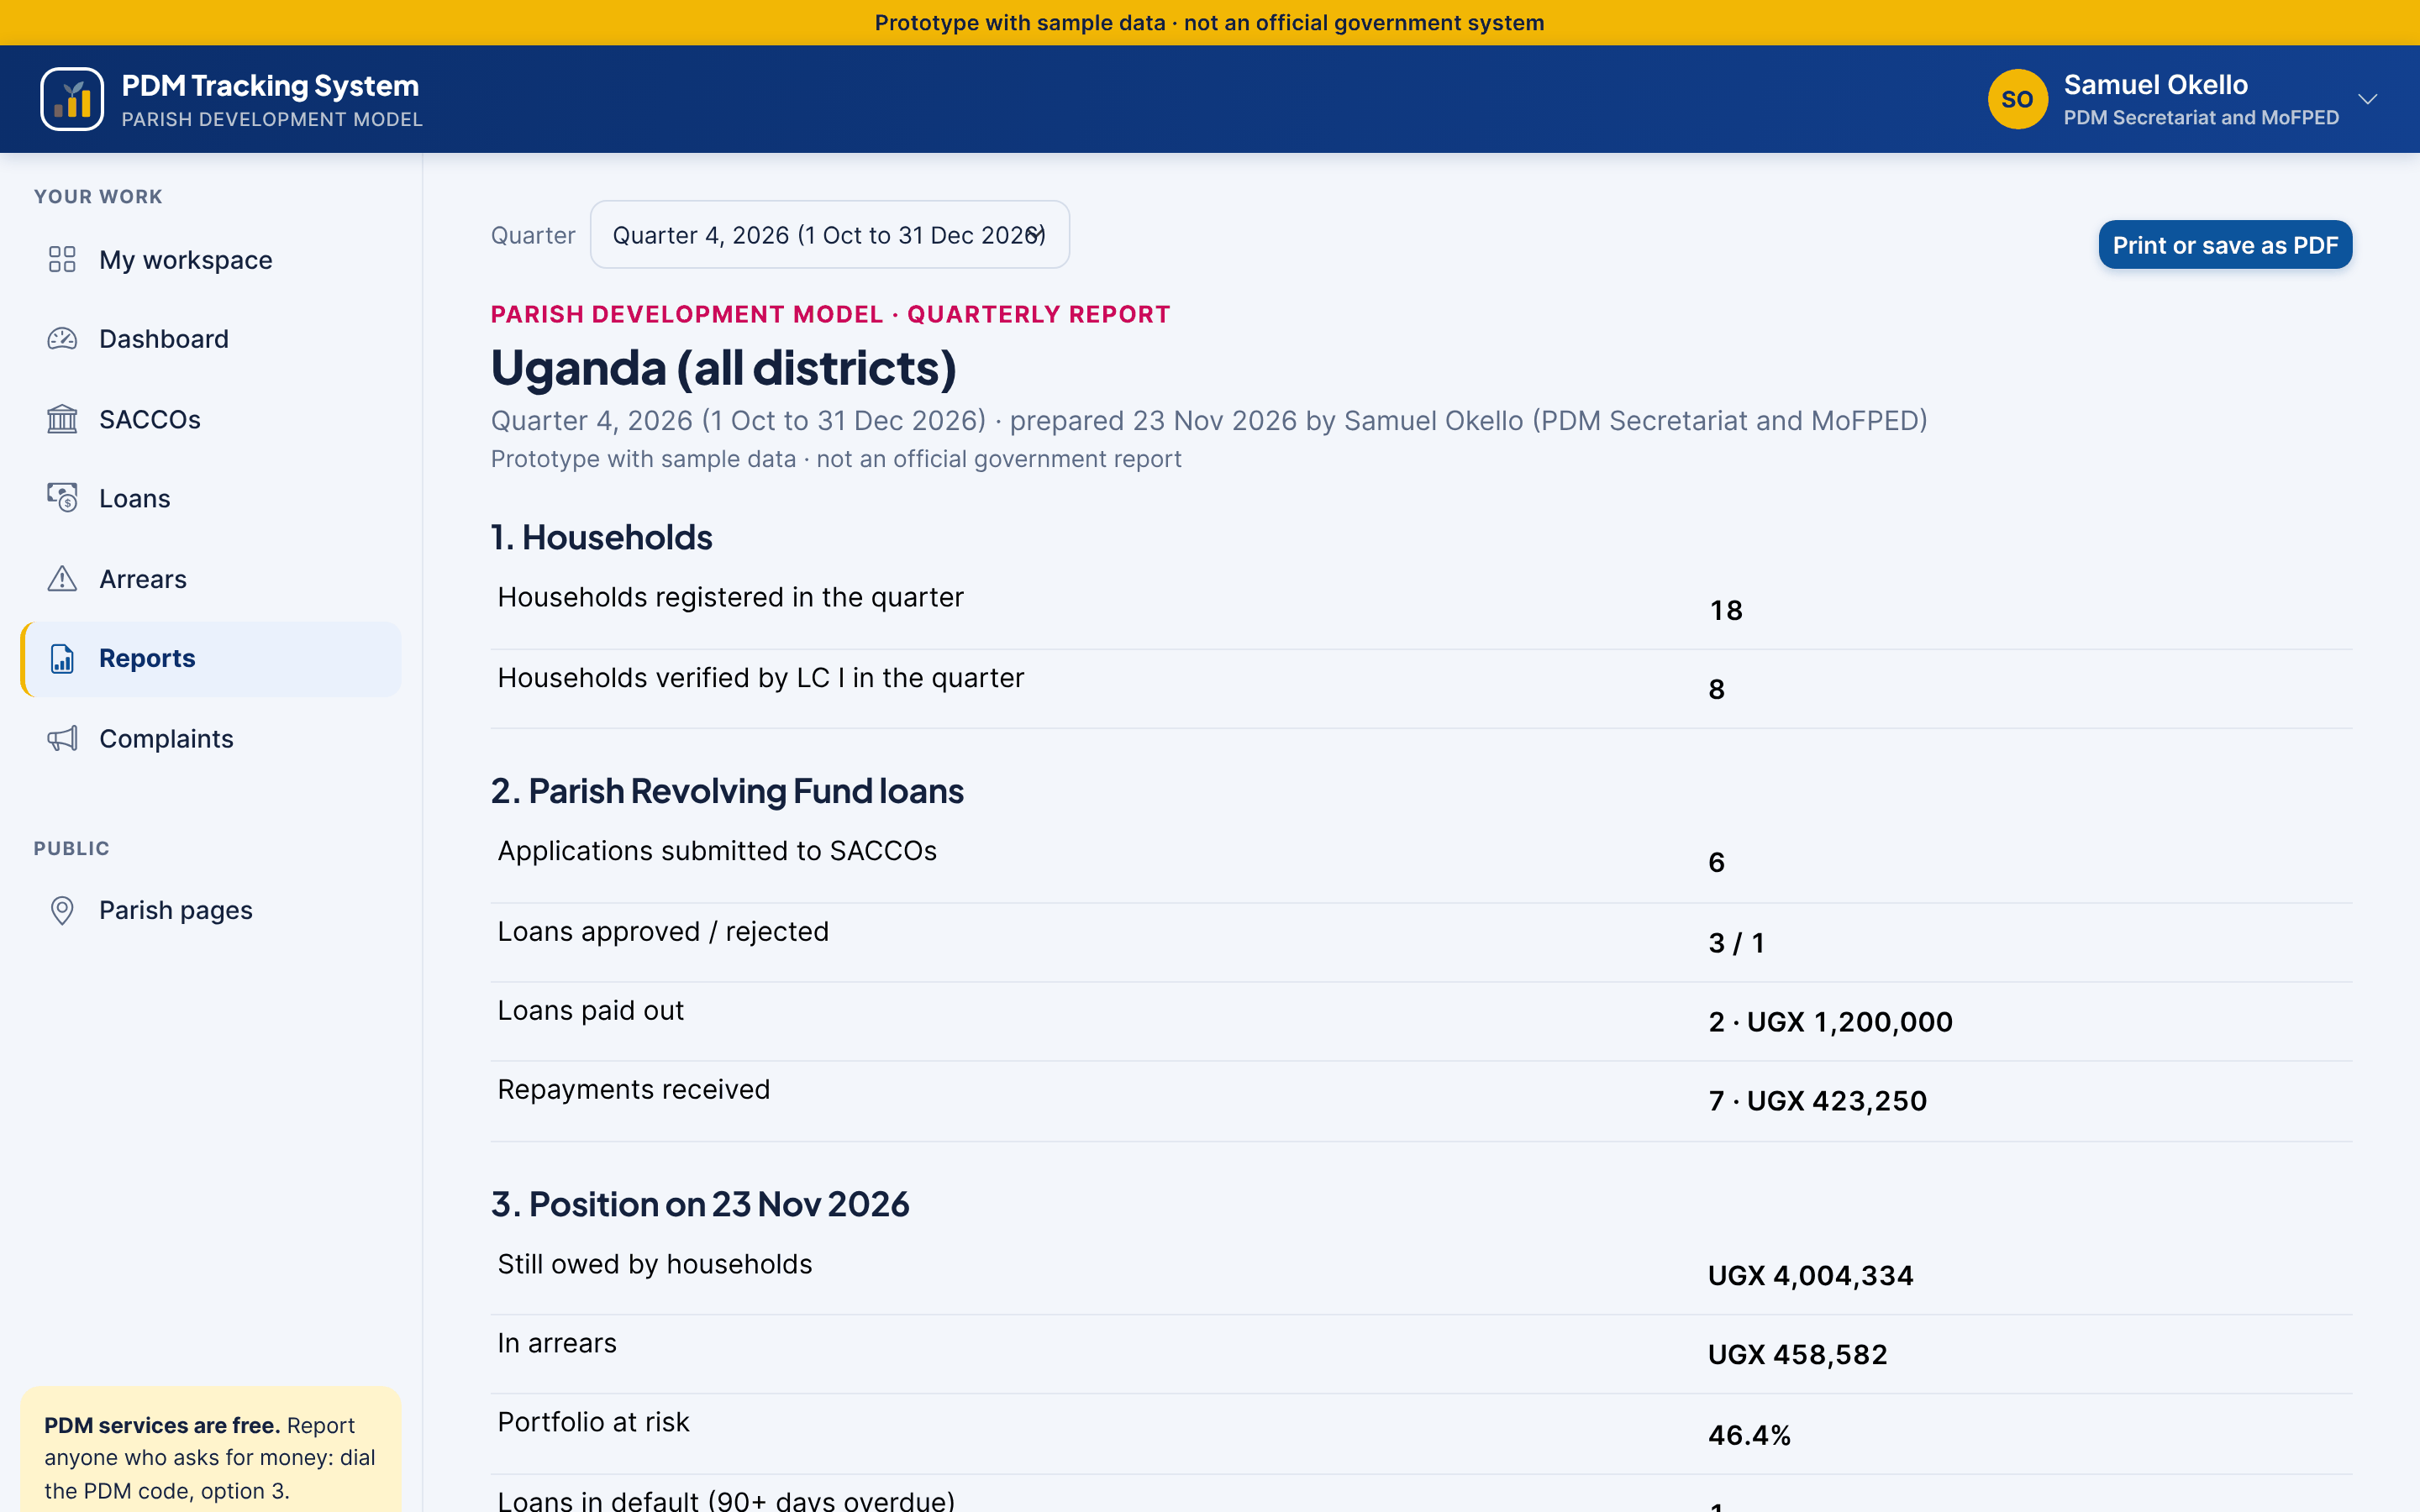 Prototype with sample data · not an official government system
PDM Tracking System
PARISH DEVELOPMENT MODEL
SO
Samuel Okello
PDM Secretariat and MoFPED
YOUR WORK
My workspace
Dashboard
SACCOs
Loans
Arrears
Reports
Complaints
PUBLIC
Parish pages
PDM services are free. Report
anyone who asks for money: dial
the PDM code, option 3.
Quarter
Quarter 4, 2026 (1 Oct to 31 Dec 2026)
Print or save as PDF
PARISH DEVELOPMENT MODEL · QUARTERLY REPORT
Uganda (all districts)
Quarter 4, 2026 (1 Oct to 31 Dec 2026) · prepared 23 Nov 2026 by Samuel Okello (PDM Secretariat and MoFPED)
Prototype with sample data · not an official government report
1. Households
Households registered in the quarter 18
Households verified by LC I in the quarter 8
2. Parish Revolving Fund loans
Applications submitted to SACCOs 6
Loans approved / rejected 3 / 1
Loans paid out 2 · UGX 1,200,000
Repayments received 7 · UGX 423,250
3. Position on 23 Nov 2026
Still owed by households UGX 4,004,334
In arrears UGX 458,582
Portfolio at risk 46.4%
Loans in default (90+ days overdue)